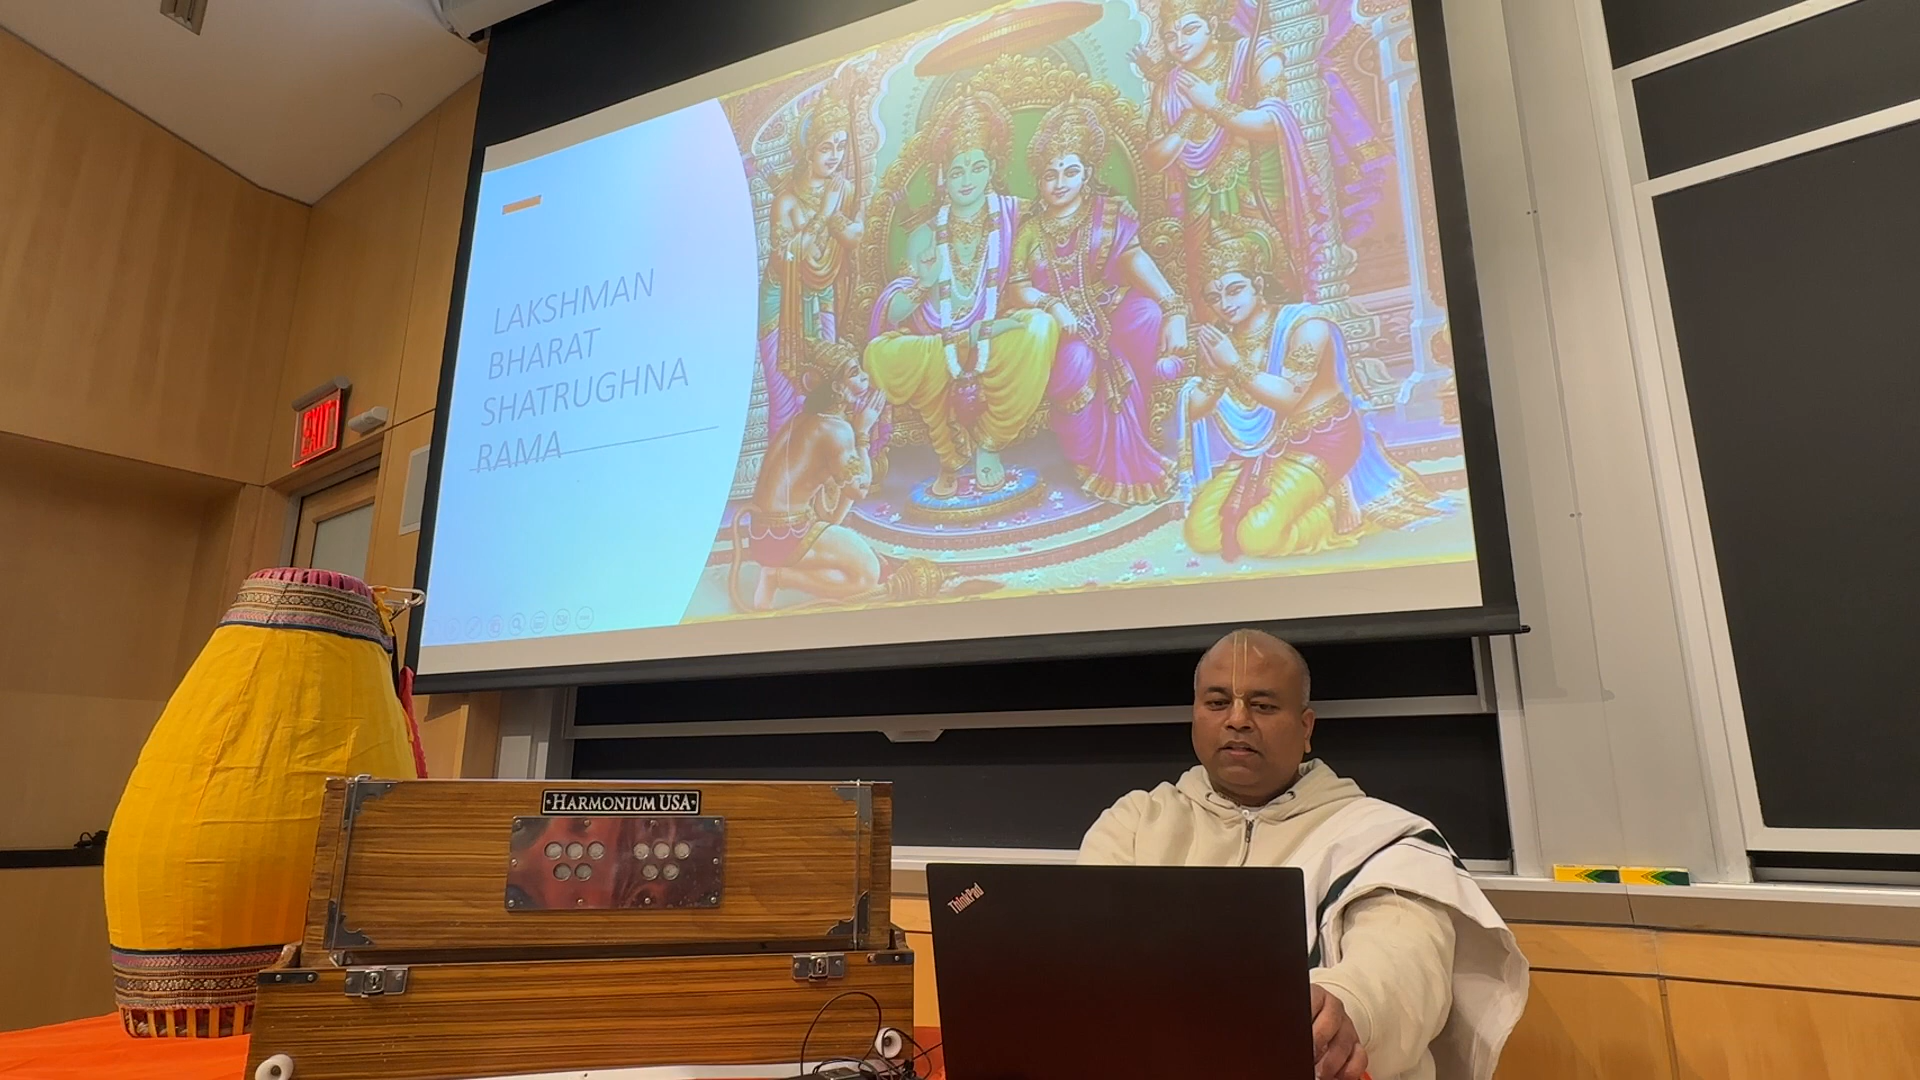 LAKSHMAN
BHARAT
SHATRUGHNA
RAMA
EXIT
·HARMONIUM USA·
ThinkPad